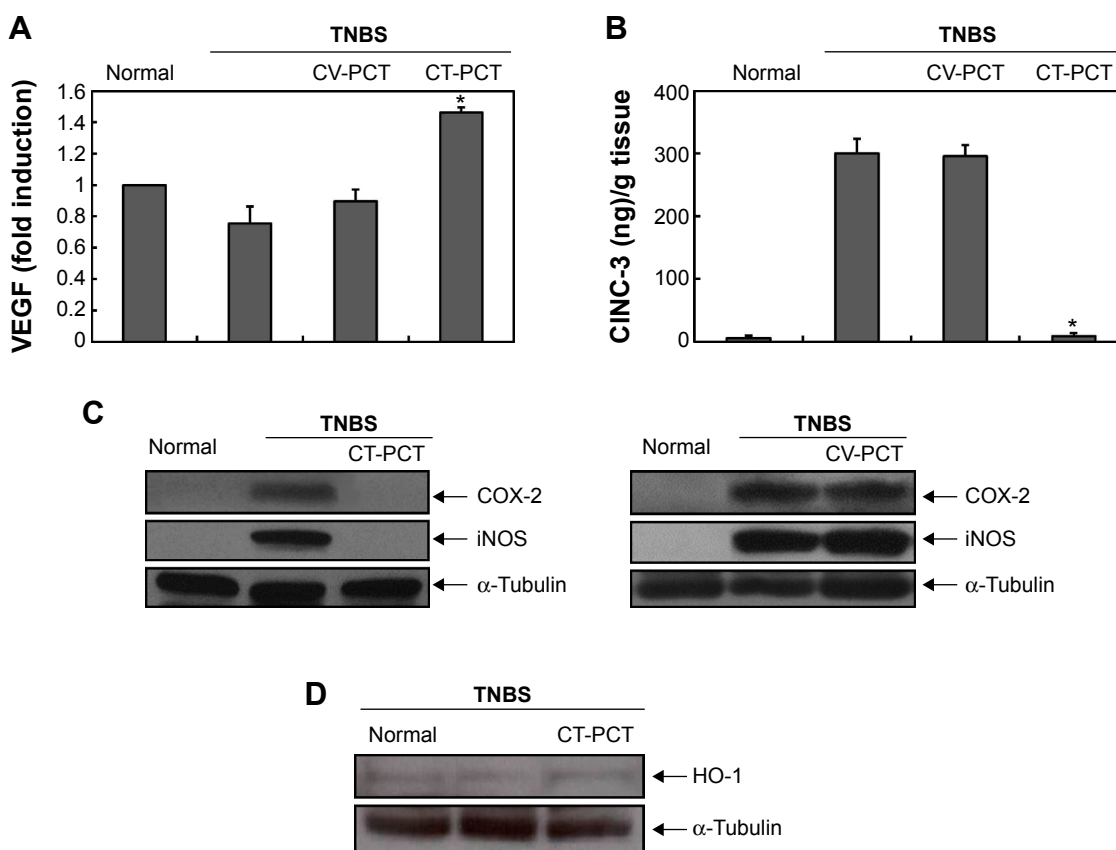 A
TNBS
Normal CV-PCT CT-PCT
VEGF (fold induction)
1.6
1.4
1.2
1
0.8
0.6
0.4
0.2
0
*
B
TNBS
Normal CV-PCT CT-PCT
CINC-3 (ng)/g tissue
400
300
200
100
0
*
C
TNBS
Normal CT-PCT
COX-2
iNOS
α-Tubulin
TNBS
Normal CV-PCT
COX-2
iNOS
α-Tubulin
D
TNBS
Normal CT-PCT
HO-1
α-Tubulin